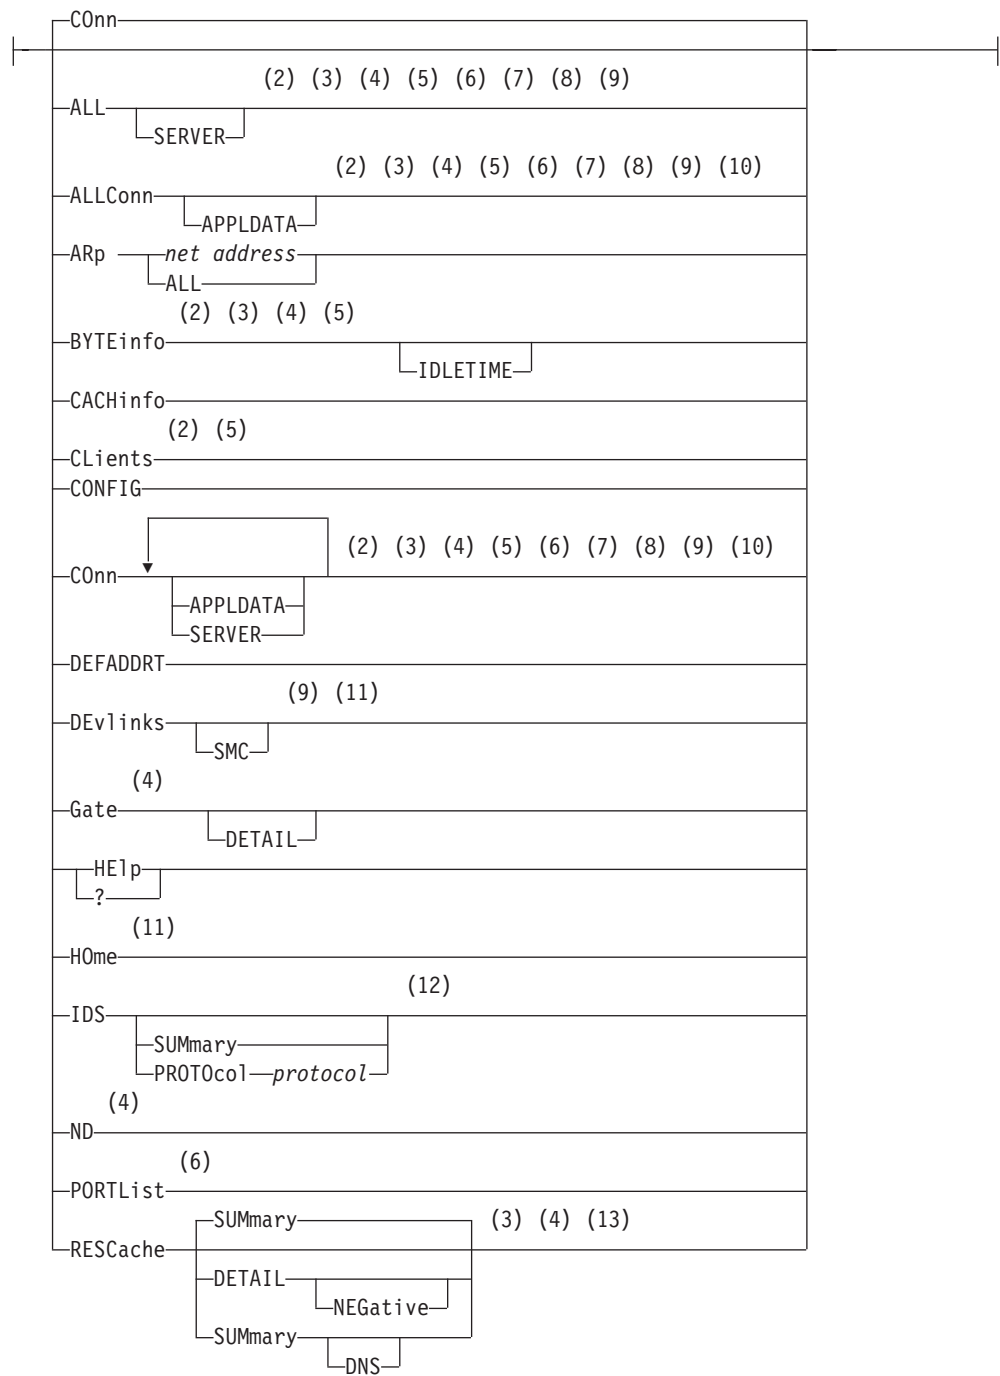 COnn
(2) (3) (4) (5) (6) (7) (8) (9)
ALL
SERVER
(2) (3) (4) (5) (6) (7) (8) (9) (10)
ALLConn
APPLDATA
ARp net address
ALL
(2) (3) (4) (5)
BYTEinfo
IDLETIME
CACHinfo
(2) (5)
CLients
CONFIG
(2) (3) (4) (5) (6) (7) (8) (9) (10)
COnn
APPLDATA
SERVER
DEFADDRT
(9) (11)
DEvlinks
SMC
(4)
Gate
DETAIL
HElp
?
(11)
HOme
(12)
IDS
SUMmary
PROTOcol protocol
(4)
ND
(6)
PORTList
SUMmary (3) (4) (13)
RESCache
DETAIL
NEGative
SUMmary
DNS